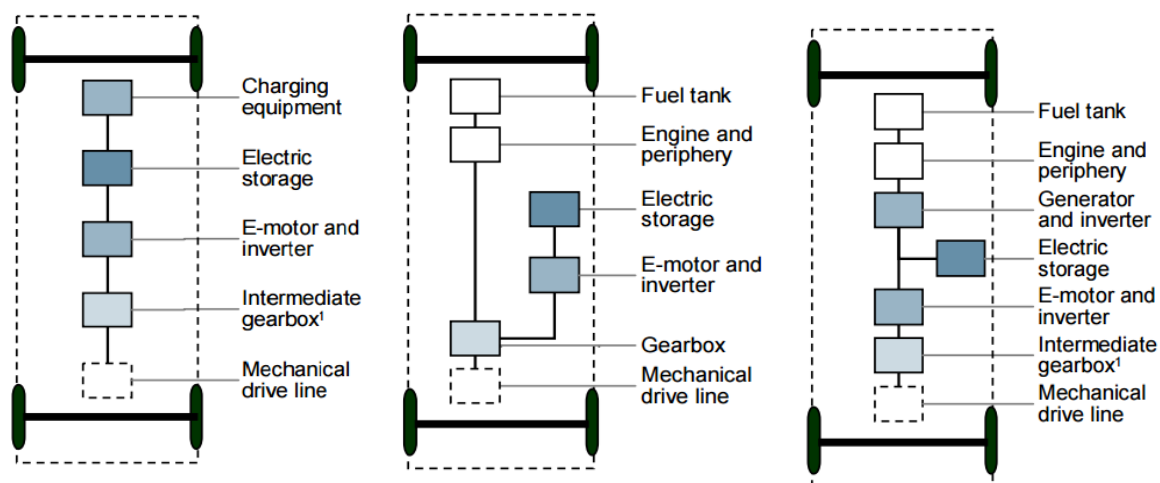 Charging
equipment
Electric
storage
E-motor and
inverter
Intermediate
gearbox¹
Mechanical
drive line
Fuel tank
Engine and
periphery
Electric
storage
E-motor and
inverter
Gearbox
Mechanical
drive line
Fuel tank
Engine and
periphery
Generator
and inverter
Electric
storage
E-motor and
inverter
Intermediate
gearbox¹
Mechanical
drive line